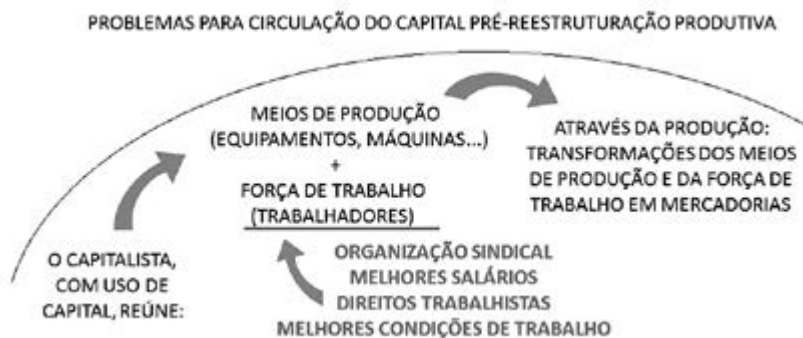 PROBLEMAS PARA CIRCULAÇÃO DO CAPITAL PRÉ-REESTRUTURAÇÃO PRODUTIVA
O CAPITALISTA,
COM USO DE
CAPITAL, REÚNE:
MEIOS DE PRODUÇÃO
(EQUIPAMENTOS, MÁQUINAS...)
+
FORÇA DE TRABALHO
(TRABALHADORES)
ORGANIZAÇÃO SINDICAL
MELHORES SALÁRIOS
DIREITOS TRABALHISTAS
MELHORES CONDIÇÕES DE TRABALHO
ATRAVÉS DA PRODUÇÃO:
TRANSFORMAÇÕES DOS MEIOS
DE PRODUÇÃO E DA FORÇA DE
TRABALHO EM MERCADORIAS